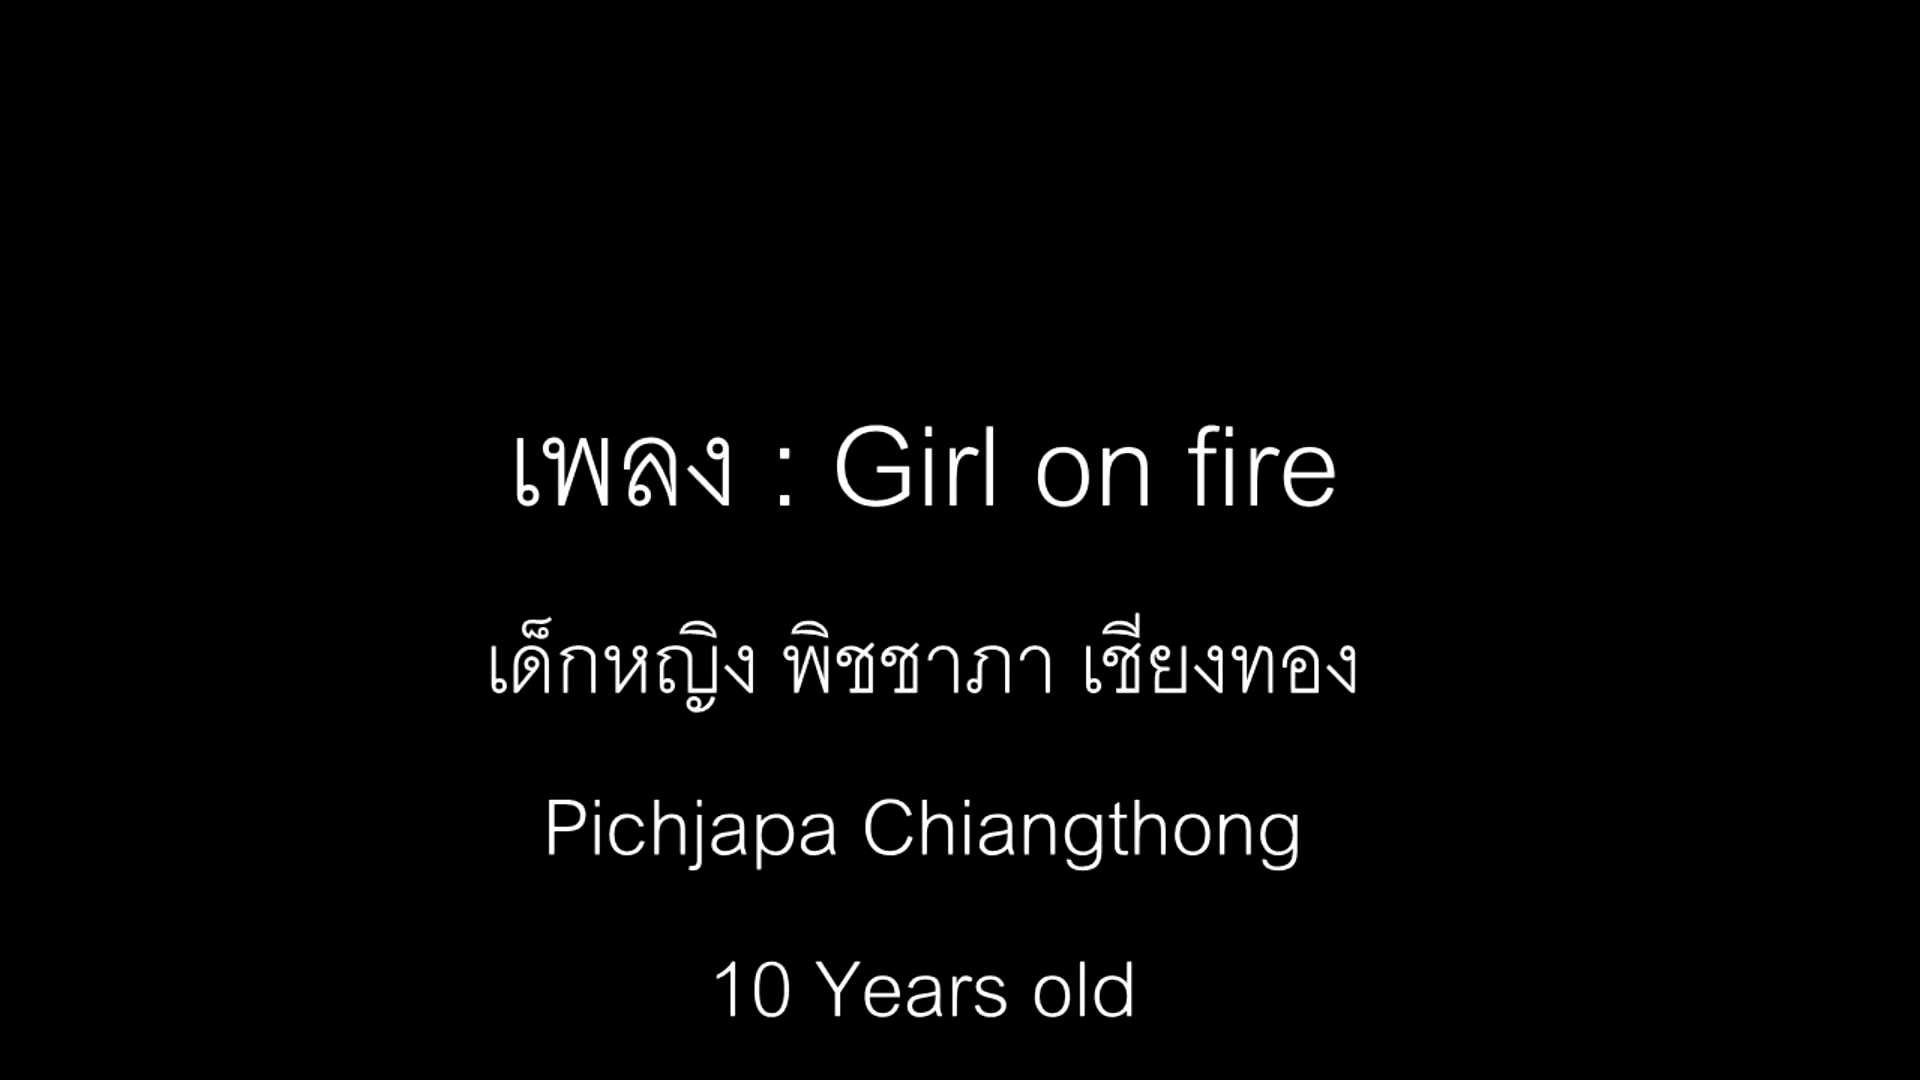 เพลง : Girl on fire
เด็กหญิง พิชชาภา เชียงทอง
Pichjapa Chiangthong
10 Years old